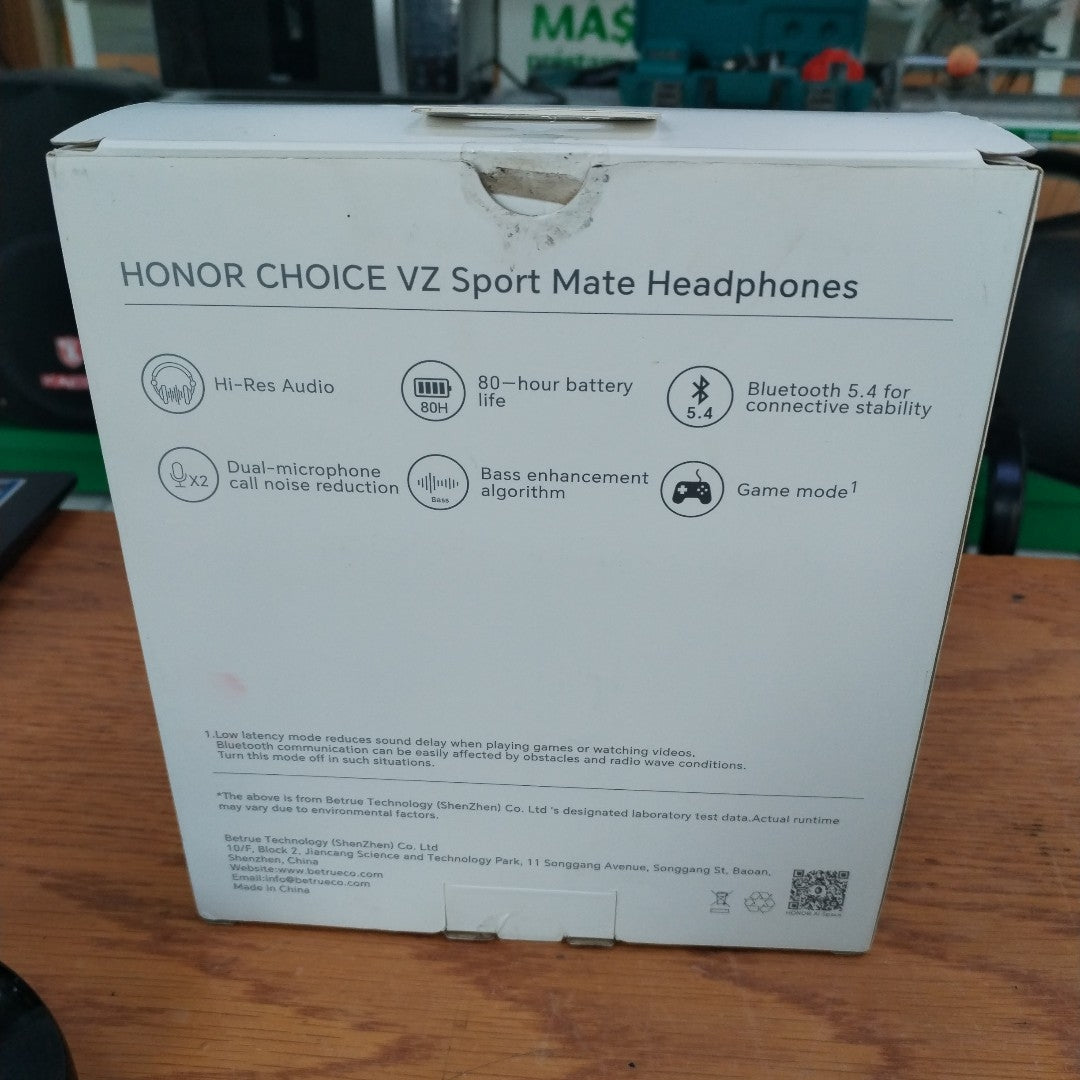 MA$
HONOR CHOICE VZ Sport Mate Headphones
Hi-Res Audio
80H
80-hour battery
life
5.4
Bluetooth 5.4 for
connective stability
X2
Dual-microphone
call noise reduction
Bass
Bass enhancement
algorithm
Game mode1
1.Low latency mode reduces sound delay when playing games or watching videos.
Bluetooth communication can be easily affected by obstacles and radio wave conditions.
Turn this mode off in such situations.
*The above is from Betrue Technology (ShenZhen) Co. Ltd 's designated laboratory test data.Actual runtime
may vary due to environmental factors.
Betrue Technology (ShenZhen) Co. Ltd
10/F, Block 2, Jiancang Science and Technology Park, 11 Songgang Avenue, Songgang St, Baoan,
Shenzhen, China
Website:www.betrueco.com
Email:info@betrueco.com
Made in China
HONOR AI Space